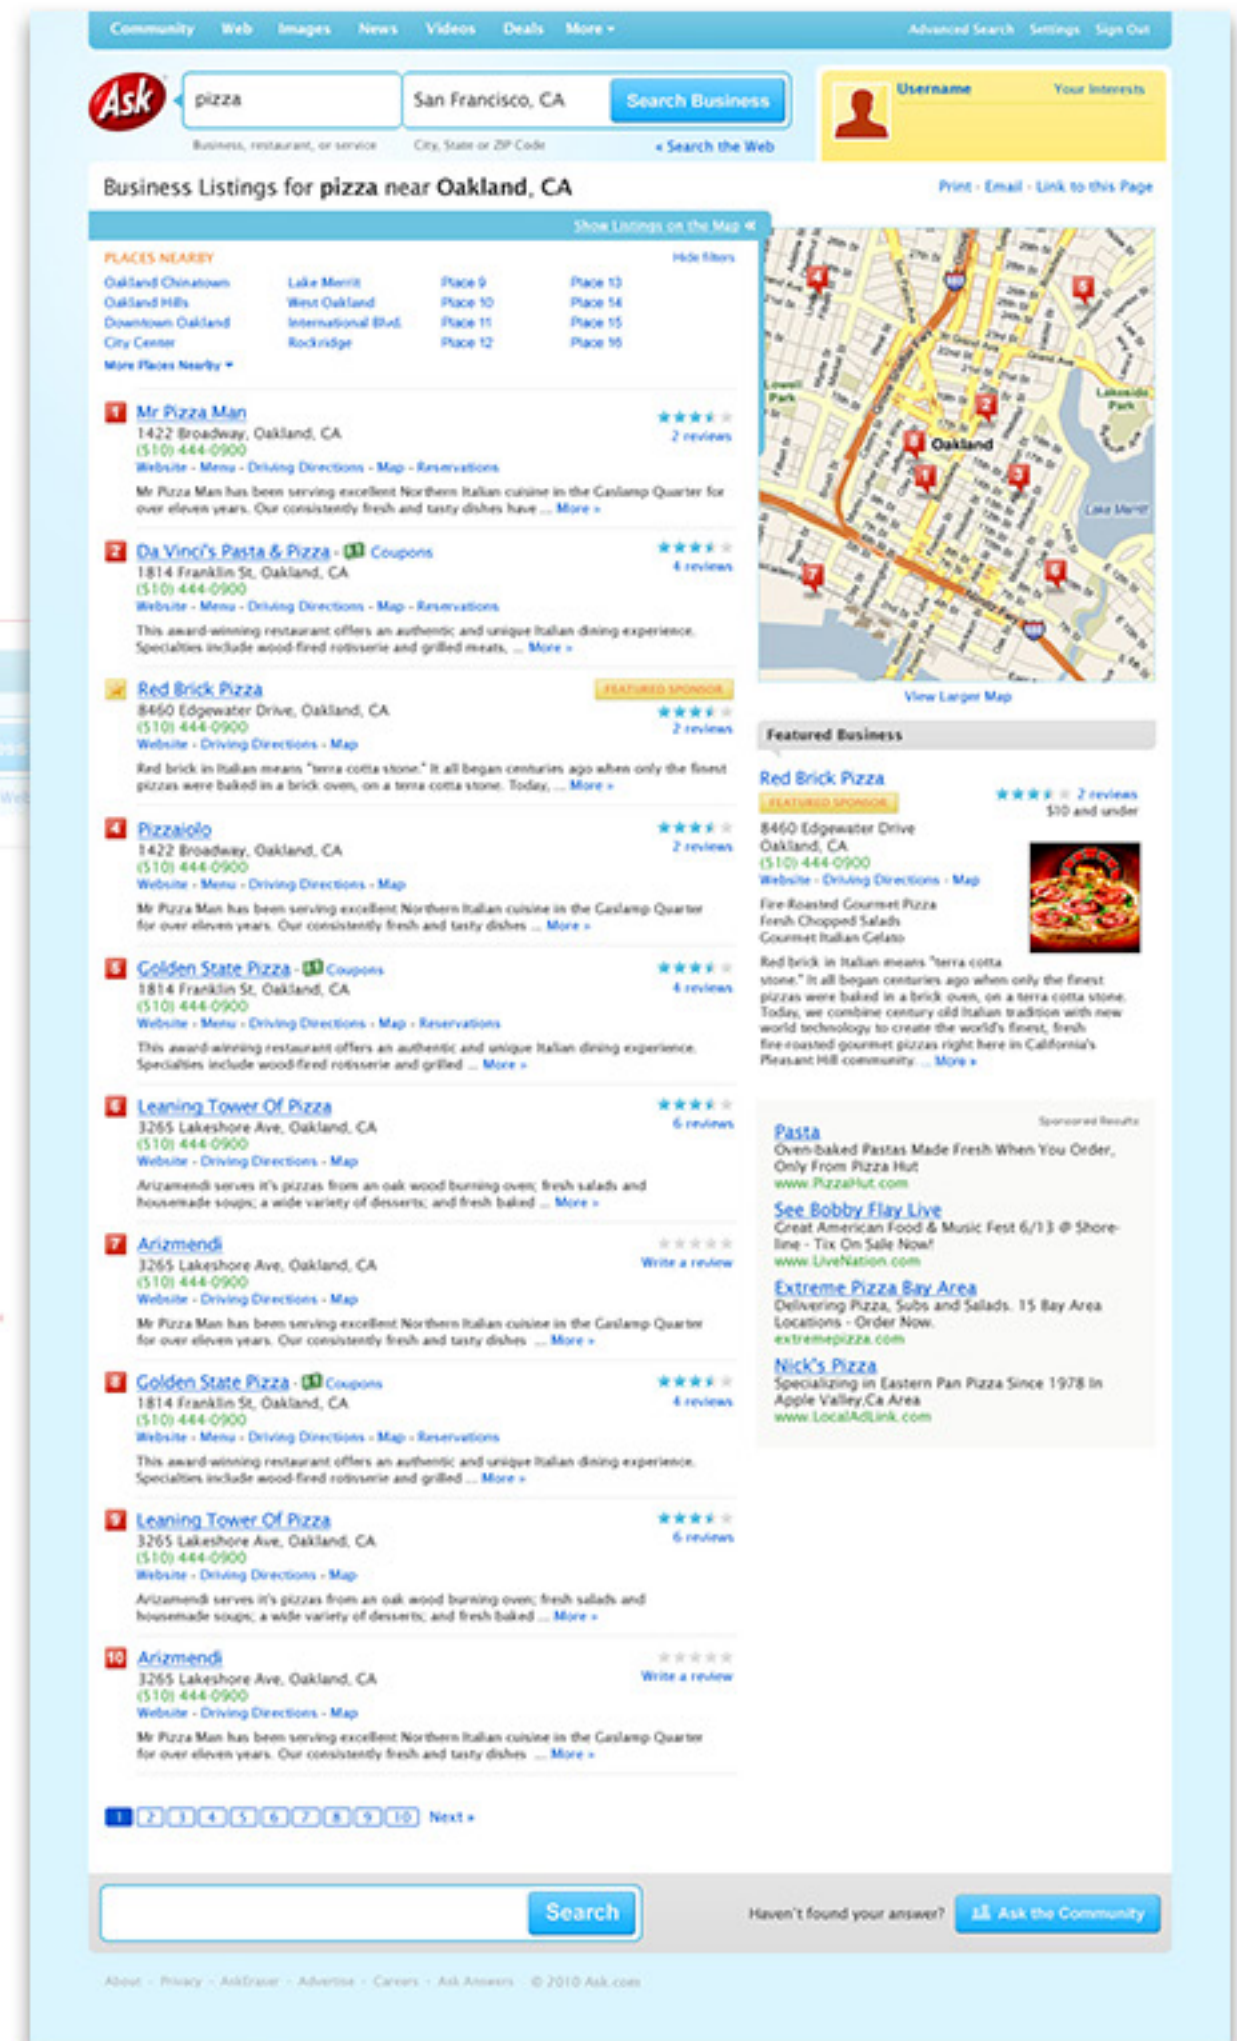 Community Web Images News Videos Deals More
Advanced Search Settings Sign Out
Ask
pizza
San Francisco, CA
Search Business
Business, restaurant, or service
City, State or ZIP Code
« Search the Web
Username
Your Interests
Business Listings for pizza near Oakland, CA
Print - Email - Link to this Page
Show Listings on the Map «
PLACES NEARBY
Hide filters
Oakland Chinatown Lake Merrit Place 9 Place 13
Oakland Hills West Oakland Place 10 Place 14
Downtown Oakland International Blvd. Place 11 Place 15
City Center Rockridge Place 12 Place 16
More Places Nearby
1 Mr Pizza Man
1422 Broadway, Oakland, CA
2 reviews
(510) 444-0900
Website - Menu - Driving Directions - Map - Reservations
Mr Pizza Man has been serving excellent Northern Italian cuisine in the Gaslamp Quarter for
over eleven years. Our consistently fresh and tasty dishes have ... More »
2 Da Vinci's Pasta & Pizza - Coupons
1814 Franklin St, Oakland, CA
4 reviews
(510) 444-0900
Website - Menu - Driving Directions - Map - Reservations
This award-winning restaurant offers an authentic and unique Italian dining experience.
Specialties include wood-fired rotisserie and grilled meats, ... More »
Red Brick Pizza
FEATURED SPONSOR
8460 Edgewater Drive, Oakland, CA
(510) 444-0900
2 reviews
Website - Driving Directions - Map
Red brick in Italian means "terra cotta stone." It all began centuries ago when only the finest
pizzas were baked in a brick oven, on a terra cotta stone. Today, ... More »
4 Pizzaiolo
1422 Broadway, Oakland, CA
2 reviews
(510) 444-0900
Website - Menu - Driving Directions - Map
Mr Pizza Man has been serving excellent Northern Italian cuisine in the Gaslamp Quarter
for over eleven years. Our consistently fresh and tasty dishes ... More »
5 Golden State Pizza - Coupons
1814 Franklin St, Oakland, CA
4 reviews
(510) 444-0900
Website - Menu - Driving Directions - Map - Reservations
This award-winning restaurant offers an authentic and unique Italian dining experience.
Specialties include wood-fired rotisserie and grilled ... More »
6 Leaning Tower Of Pizza
3265 Lakeshore Ave, Oakland, CA
6 reviews
(510) 444-0900
Website - Driving Directions - Map
Arizamendi serves it's pizzas from an oak wood burning oven; fresh salads and
housemade soups; a wide variety of desserts; and fresh baked ... More »
7 Arizmendi
3265 Lakeshore Ave, Oakland, CA
Write a review
(510) 444-0900
Website - Driving Directions - Map
Mr Pizza Man has been serving excellent Northern Italian cuisine in the Gaslamp Quarter
for over eleven years. Our consistently fresh and tasty dishes ... More »
8 Golden State Pizza - Coupons
1814 Franklin St, Oakland, CA
4 reviews
(510) 444-0900
Website - Menu - Driving Directions - Map - Reservations
This award-winning restaurant offers an authentic and unique Italian dining experience.
Specialties include wood-fired rotisserie and grilled ... More »
9 Leaning Tower Of Pizza
3265 Lakeshore Ave, Oakland, CA
6 reviews
(510) 444-0900
Website - Driving Directions - Map
Arizamendi serves it's pizzas from an oak wood burning oven; fresh salads and
housemade soups; a wide variety of desserts; and fresh baked ... More »
10 Arizmendi
3265 Lakeshore Ave, Oakland, CA
Write a review
(510) 444-0900
Website - Driving Directions - Map
Mr Pizza Man has been serving excellent Northern Italian cuisine in the Gaslamp Quarter
for over eleven years. Our consistently fresh and tasty dishes ... More »
1 2 3 4 5 6 7 8 9 10 Next »
4
5
Lowell
Park
Lakeside
Park
2
8 Oakland
1 3
Lake Merritt
7
6
View Larger Map
Featured Business
Red Brick Pizza
FEATURED SPONSOR
2 reviews
$10 and under
8460 Edgewater Drive
Oakland, CA
(510) 444-0900
Website - Driving Directions - Map
Fire-Roasted Gourmet Pizza
Fresh Chopped Salads
Gourmet Italian Gelato
Red brick in Italian means "terra cotta
stone." It all began centuries ago when only the finest
pizzas were baked in a brick oven, on a terra cotta stone.
Today, we combine century old Italian tradition with new
world technology to create the world's finest, fresh
fire-roasted gourmet pizzas right here in California's
Pleasant Hill community. ... More »
Sponsored Results
Pasta
Oven-baked Pastas Made Fresh When You Order,
Only From Pizza Hut
www.PizzaHut.com
See Bobby Flay Live
Great American Food & Music Fest 6/13 @ Shore-
line - Tix On Sale Now!
www.LiveNation.com
Extreme Pizza Bay Area
Delivering Pizza, Subs and Salads. 15 Bay Area
Locations - Order Now.
extremepizza.com
Nick's Pizza
Specializing in Eastern Pan Pizza Since 1978 In
Apple Valley,Ca Area
www.LocalAdLink.com
Search
Haven't found your answer?
Ask the Community
About - Privacy - AskEraser - Advertise - Careers - Ask Answers © 2010 Ask.com